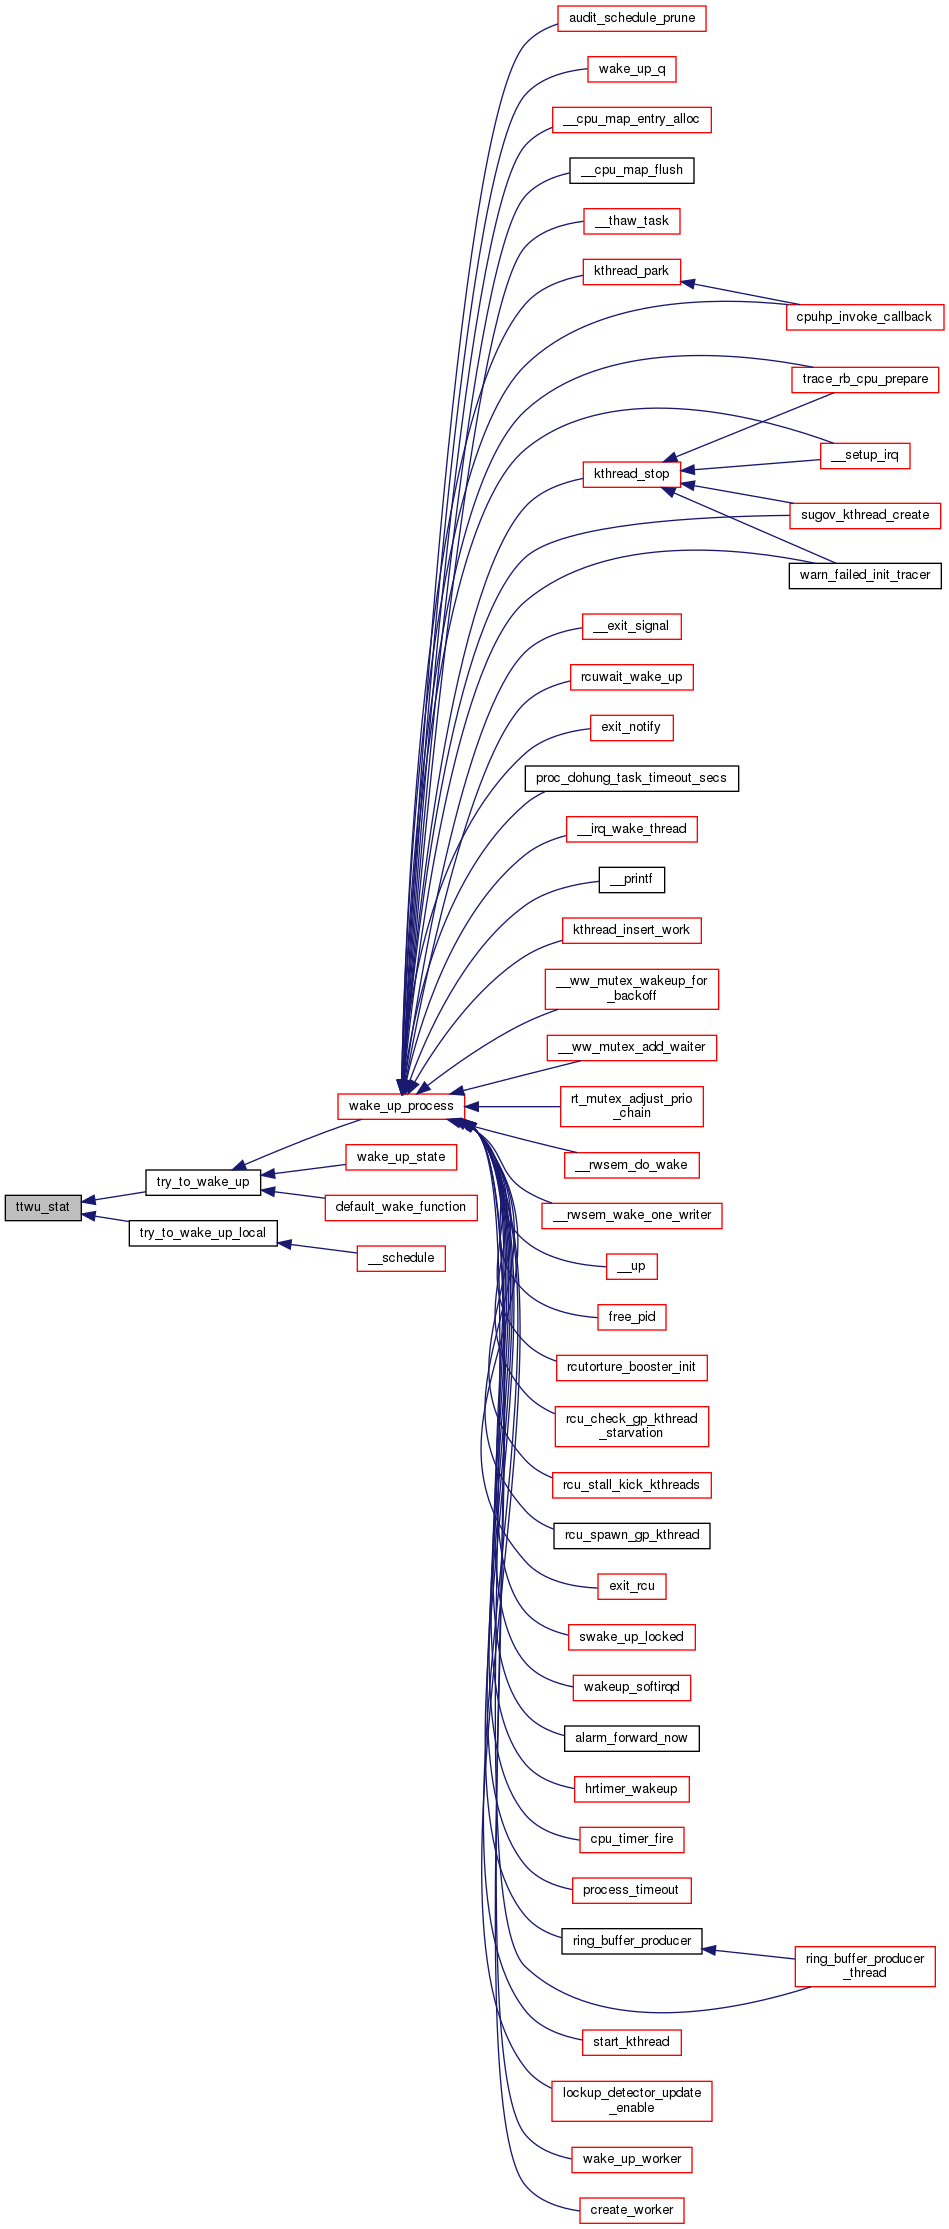 audit_schedule_prune
wake_up_q
__cpu_map_entry_alloc
__cpu_map_flush
__thaw_task
kthread_park
cpuhp_invoke_callback
trace_rb_cpu_prepare
__setup_irq
kthread_stop
sugov_kthread_create
warn_failed_init_tracer
__exit_signal
rcuwait_wake_up
exit_notify
proc_dohung_task_timeout_secs
__irq_wake_thread
__printf
kthread_insert_work
__ww_mutex_wakeup_for
_backoff
__ww_mutex_add_waiter
wake_up_process
rt_mutex_adjust_prio
_chain
wake_up_state
__rwsem_do_wake
try_to_wake_up
ttwu_stat
default_wake_function
__rwsem_wake_one_writer
try_to_wake_up_local
__schedule
__up
free_pid
rcutorture_booster_init
rcu_check_gp_kthread
_starvation
rcu_stall_kick_kthreads
rcu_spawn_gp_kthread
exit_rcu
swake_up_locked
wakeup_softirqd
alarm_forward_now
hrtimer_wakeup
cpu_timer_fire
process_timeout
ring_buffer_producer
ring_buffer_producer
_thread
start_kthread
lockup_detector_update
_enable
wake_up_worker
create_worker